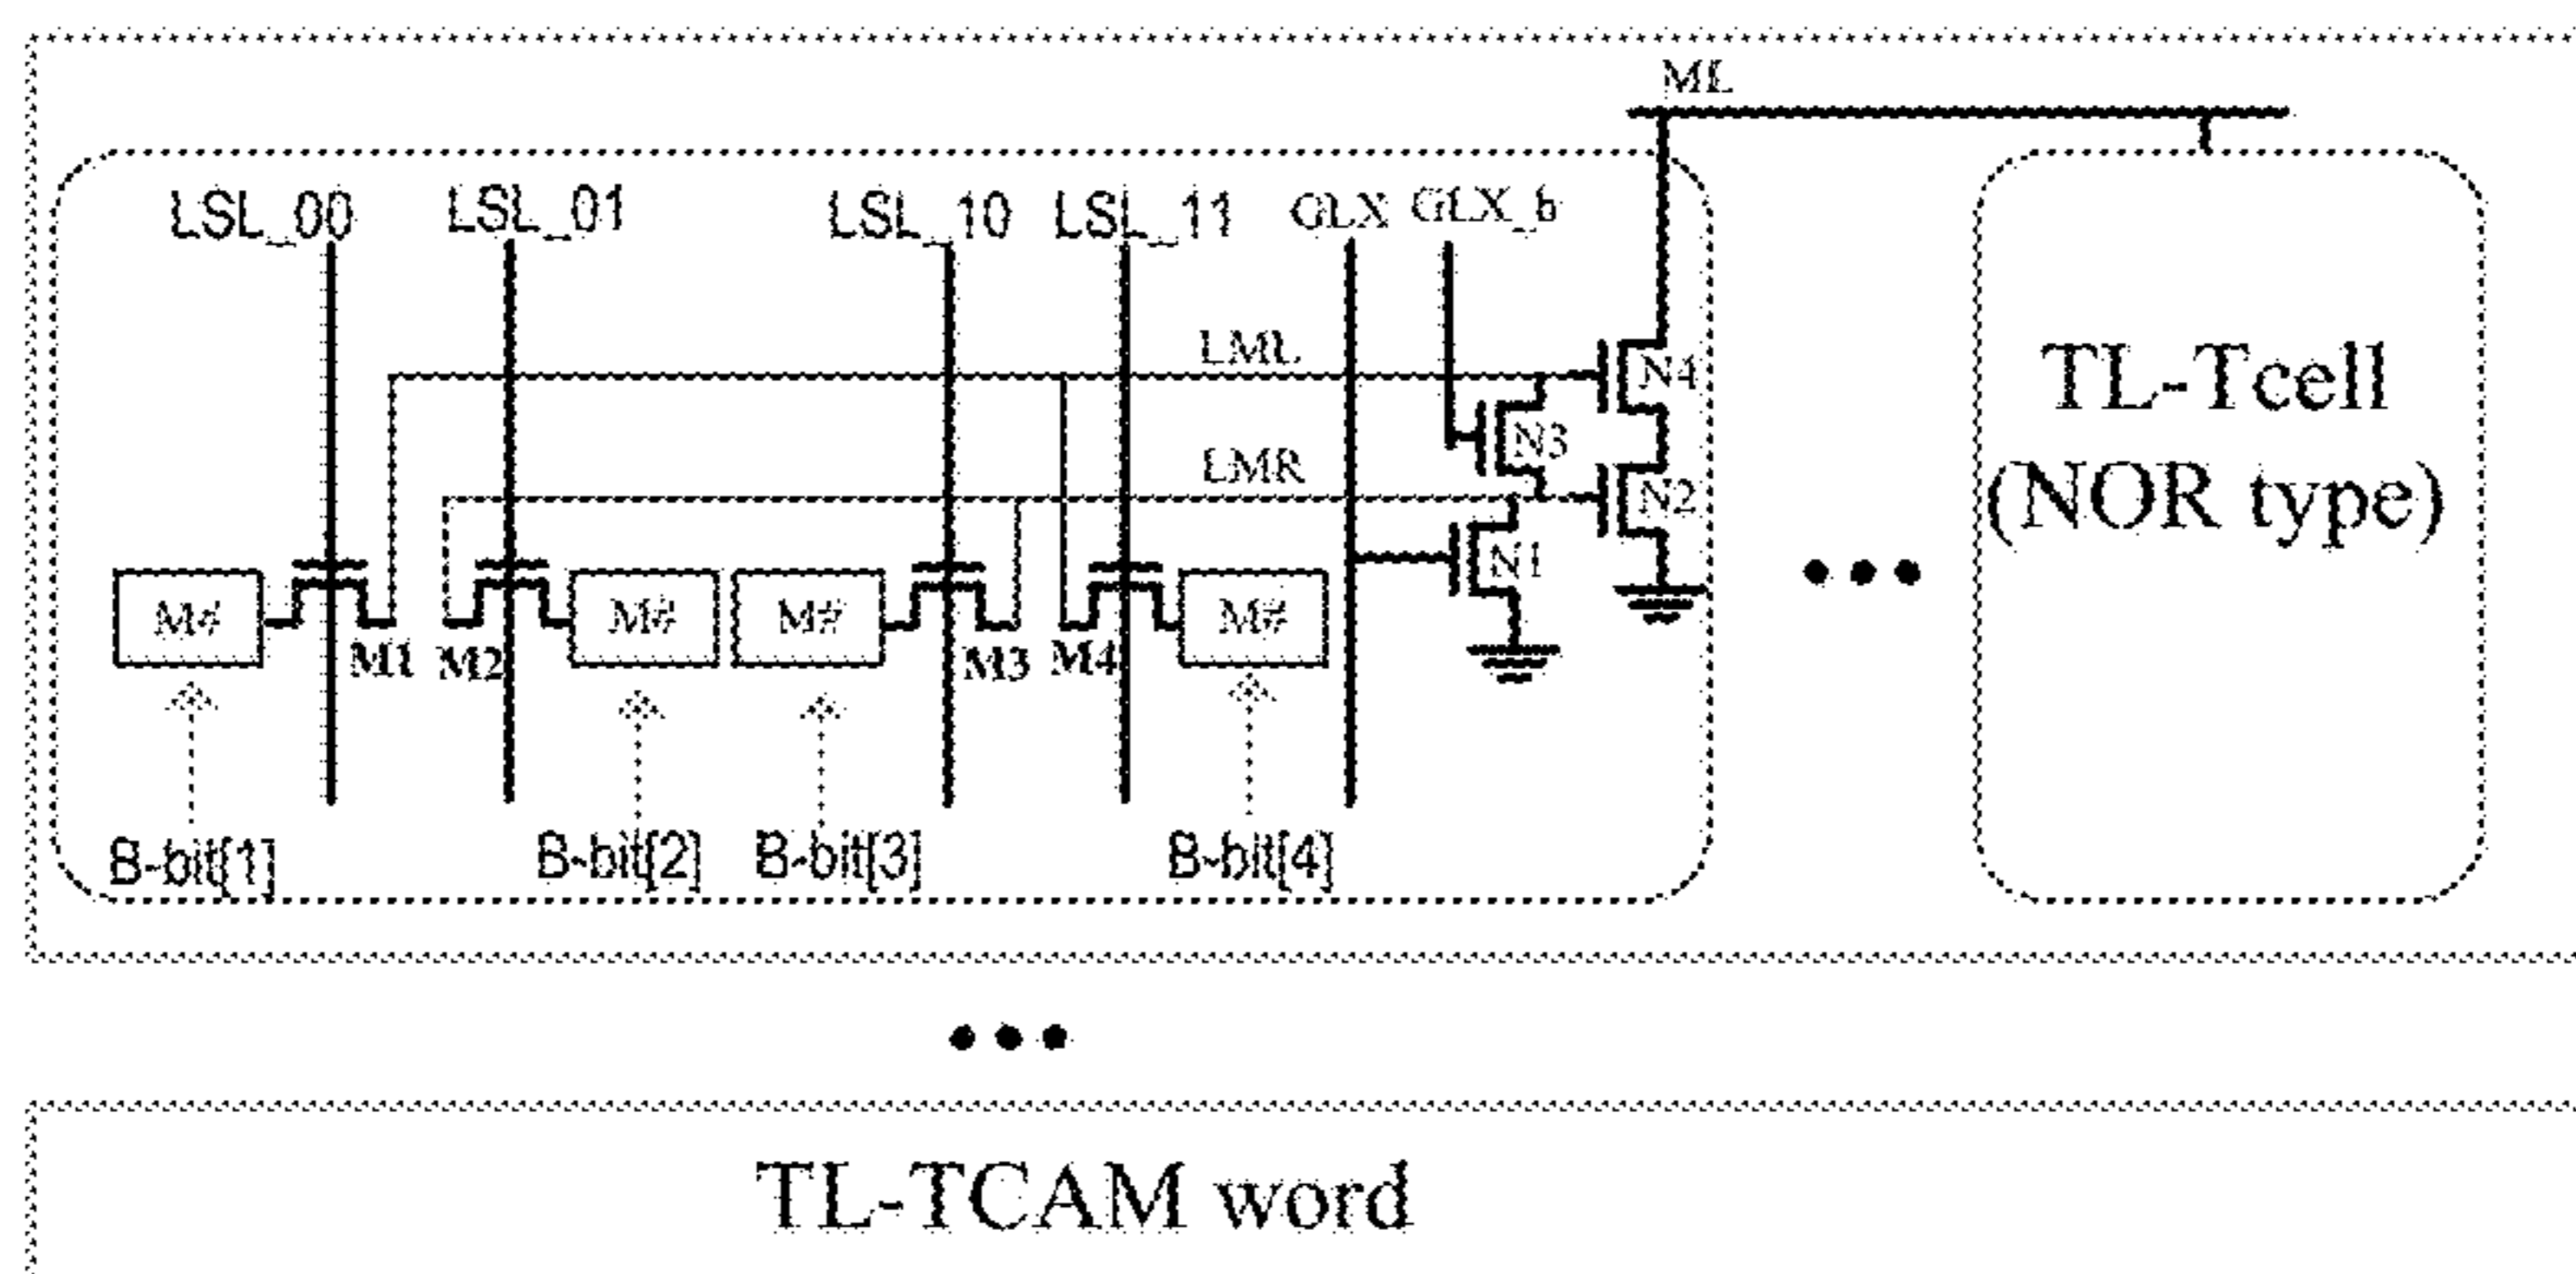 ML
LSL_00 LSL_01 LSL_10 LSL_11 GLX GLX_b
LML
N4
TL-Tcell
N3
LMR
N2
(NOR type)
N1
M# M# M# M#
M1 M2 M3 M4
B-bit[1] B-bit[2] B-bit[3] B-bit[4]
TL-TCAM word